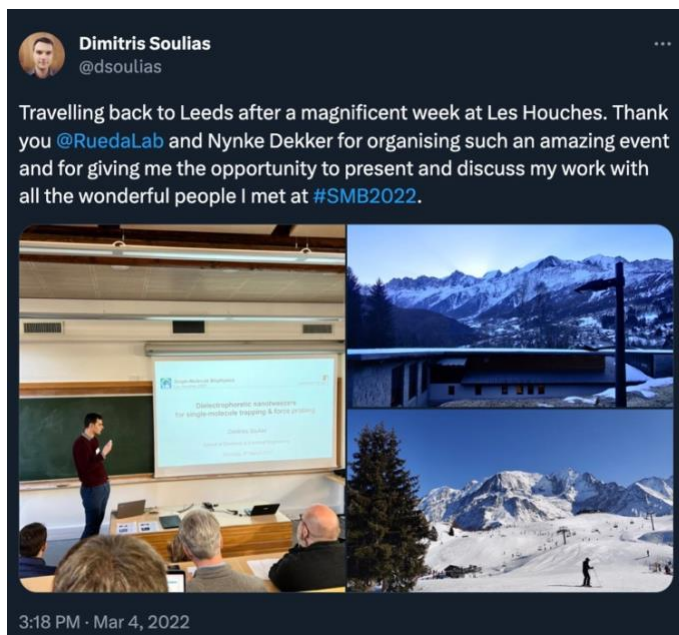 Dimitris Soulias
@dsoulias
Travelling back to Leeds after a magnificent week at Les Houches. Thank
you @RuedaLab and Nynke Dekker for organising such an amazing event
and for giving me the opportunity to present and discuss my work with
all the wonderful people I met at #SMB2022.
Single-Molecule Biophysics
Dielectrophoretic nanotweezers
for single-molecule trapping & force probing
Dimitris Soulias
3:18 PM · Mar 4, 2022